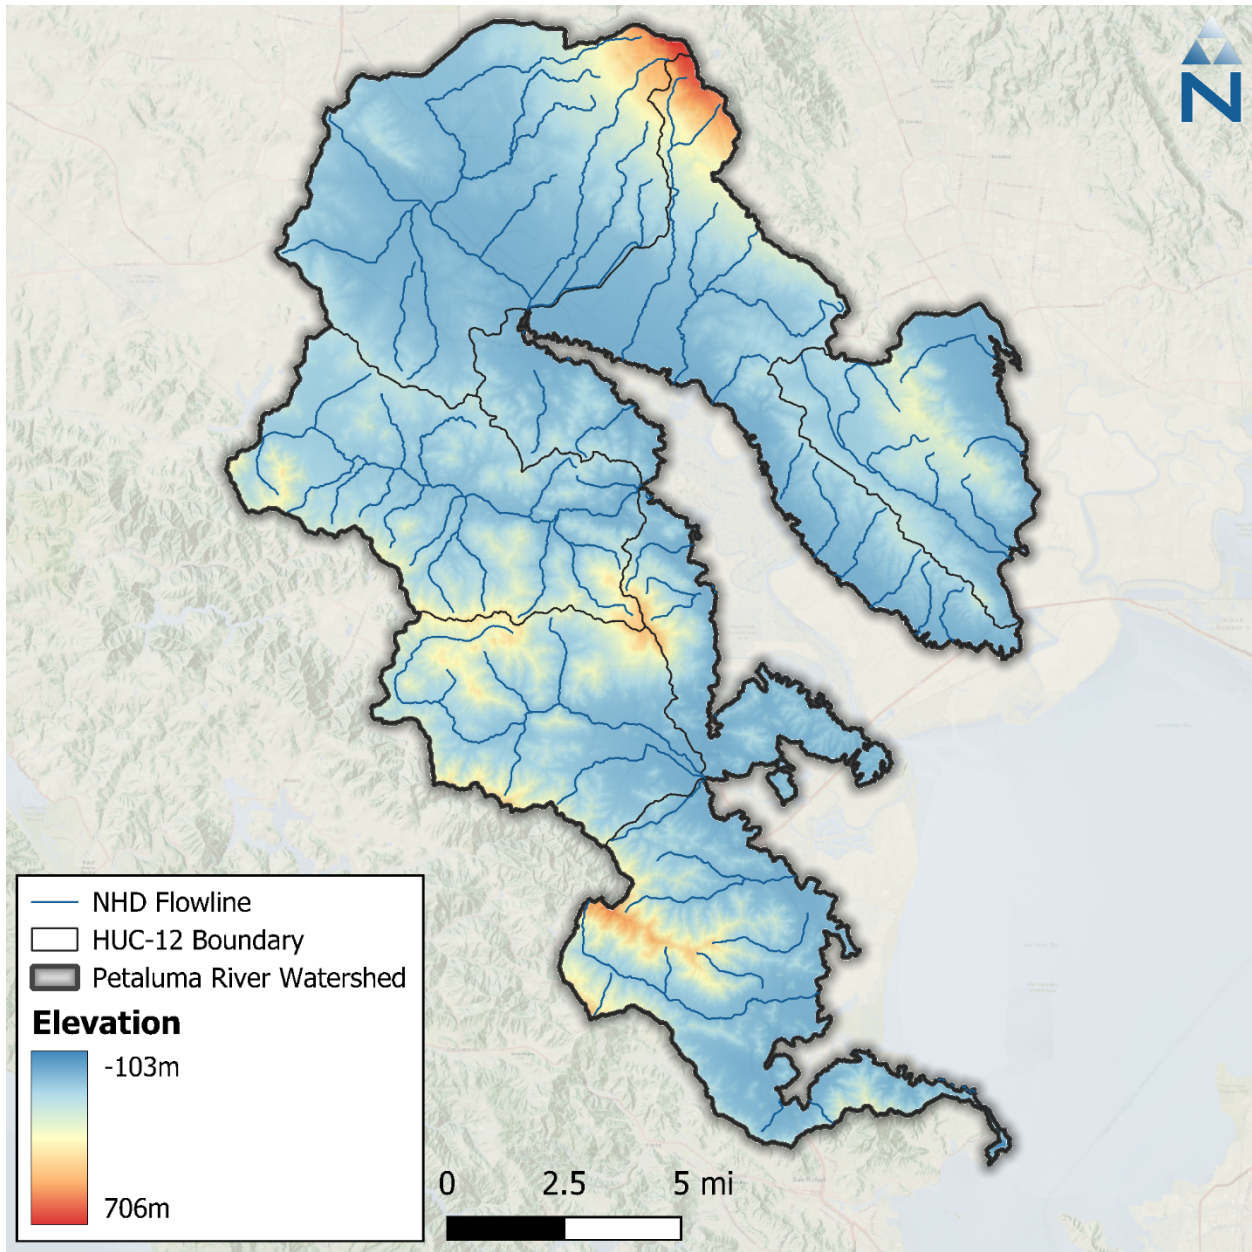 N
NHD Flowline
HUC-12 Boundary
Petaluma River Watershed
Elevation
-103m
706m
0 2.5 5 mi